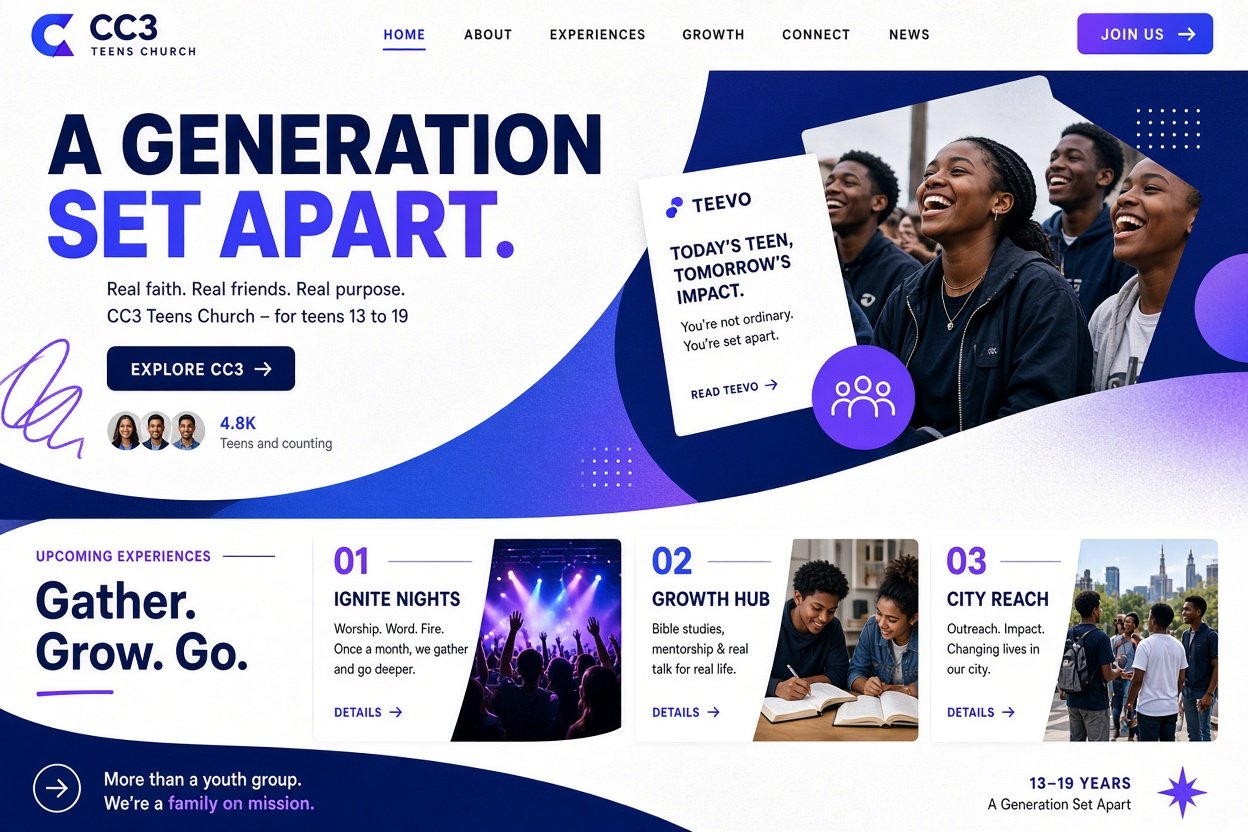 CC3
TEENS CHURCH
HOME
ABOUT
EXPERIENCES
GROWTH
CONNECT
NEWS
JOIN US
A GENERATION
SET APART.
Real faith. Real friends. Real purpose.
CC3 Teens Church – for teens 13 to 19
EXPLORE CC3
4.8K
Teens and counting
TEEVO
TODAY'S TEEN,
TOMORROW'S
IMPACT.
You're not ordinary.
You're set apart.
READ TEEVO
UPCOMING EXPERIENCES
Gather.
Grow. Go.
01
IGNITE NIGHTS
Worship. Word. Fire.
Once a month, we gather
and go deeper.
DETAILS
02
GROWTH HUB
Bible studies,
mentorship & real
talk for real life.
DETAILS
03
CITY REACH
Outreach. Impact.
Changing lives in
our city.
DETAILS
More than a youth group.
We're a family on mission.
13–19 YEARS
A Generation Set Apart